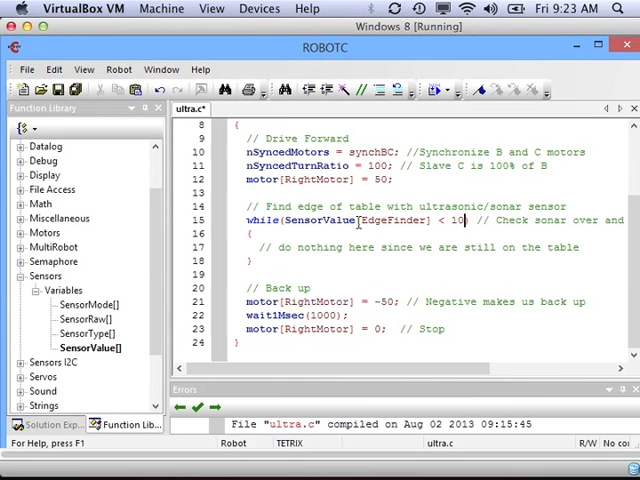 VirtualBox VM Machine View Devices Help Fri 9:23 AM
Windows 8 [Running]
ROBOTC
File Edit View Robot Window Help
Function Library
ultra.c*
Datalog
Debug
Display
File Access
Math
Miscellaneous
Motors
MultiRobot
Semaphore
Sensors
Variables
SensorMode[]
SensorRaw[]
SensorType[]
SensorValue[]
Sensors I2C
Servos
Sound
Strings
Solution Exp... Function Lib...
8 {
9 // Drive Forward
10 nSyncedMotors = synchBC; //Synchronize B and C motors
11 nSyncedTurnRatio = 100; // Slave C is 100% of B
12 motor[RightMotor] = 50;
13
14 // Find edge of table with ultrasonic/sonar sensor
15 while(SensorValue[EdgeFinder] < 10) // Check sonar over and
16 {
17 // do nothing here since we are still on the table
18 }
19
20 // Back up
21 motor[RightMotor] = -50; // Negative makes us back up
22 wait1Msec(1000);
23 motor[RightMotor] = 0; // Stop
24 }
Errors
File "ultra.c" compiled on Aug 02 2013 09:15:45
For Help, press F1 Robot TETRIX ultra.c R/W No cor